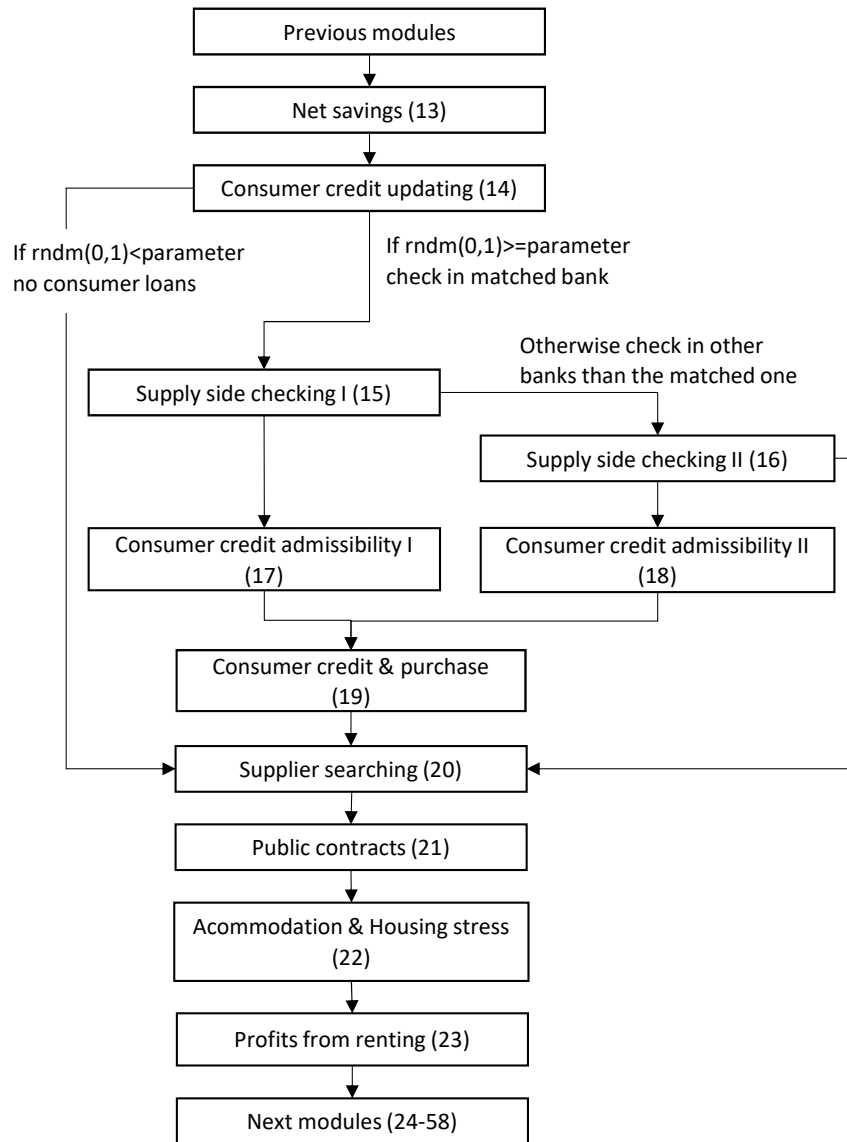 Previous modules
Net savings (13)
Consumer credit updating (14)
If rndm(0,1)<parameter
no consumer loans
If rndm(0,1)>=parameter
check in matched bank
Otherwise check in other
banks than the matched one
Supply side checking I (15)
Supply side checking II (16)
Consumer credit admissibility I
(17)
Consumer credit admissibility II
(18)
Consumer credit & purchase
(19)
Supplier searching (20)
Public contracts (21)
Acommodation & Housing stress
(22)
Profits from renting (23)
Next modules (24-58)